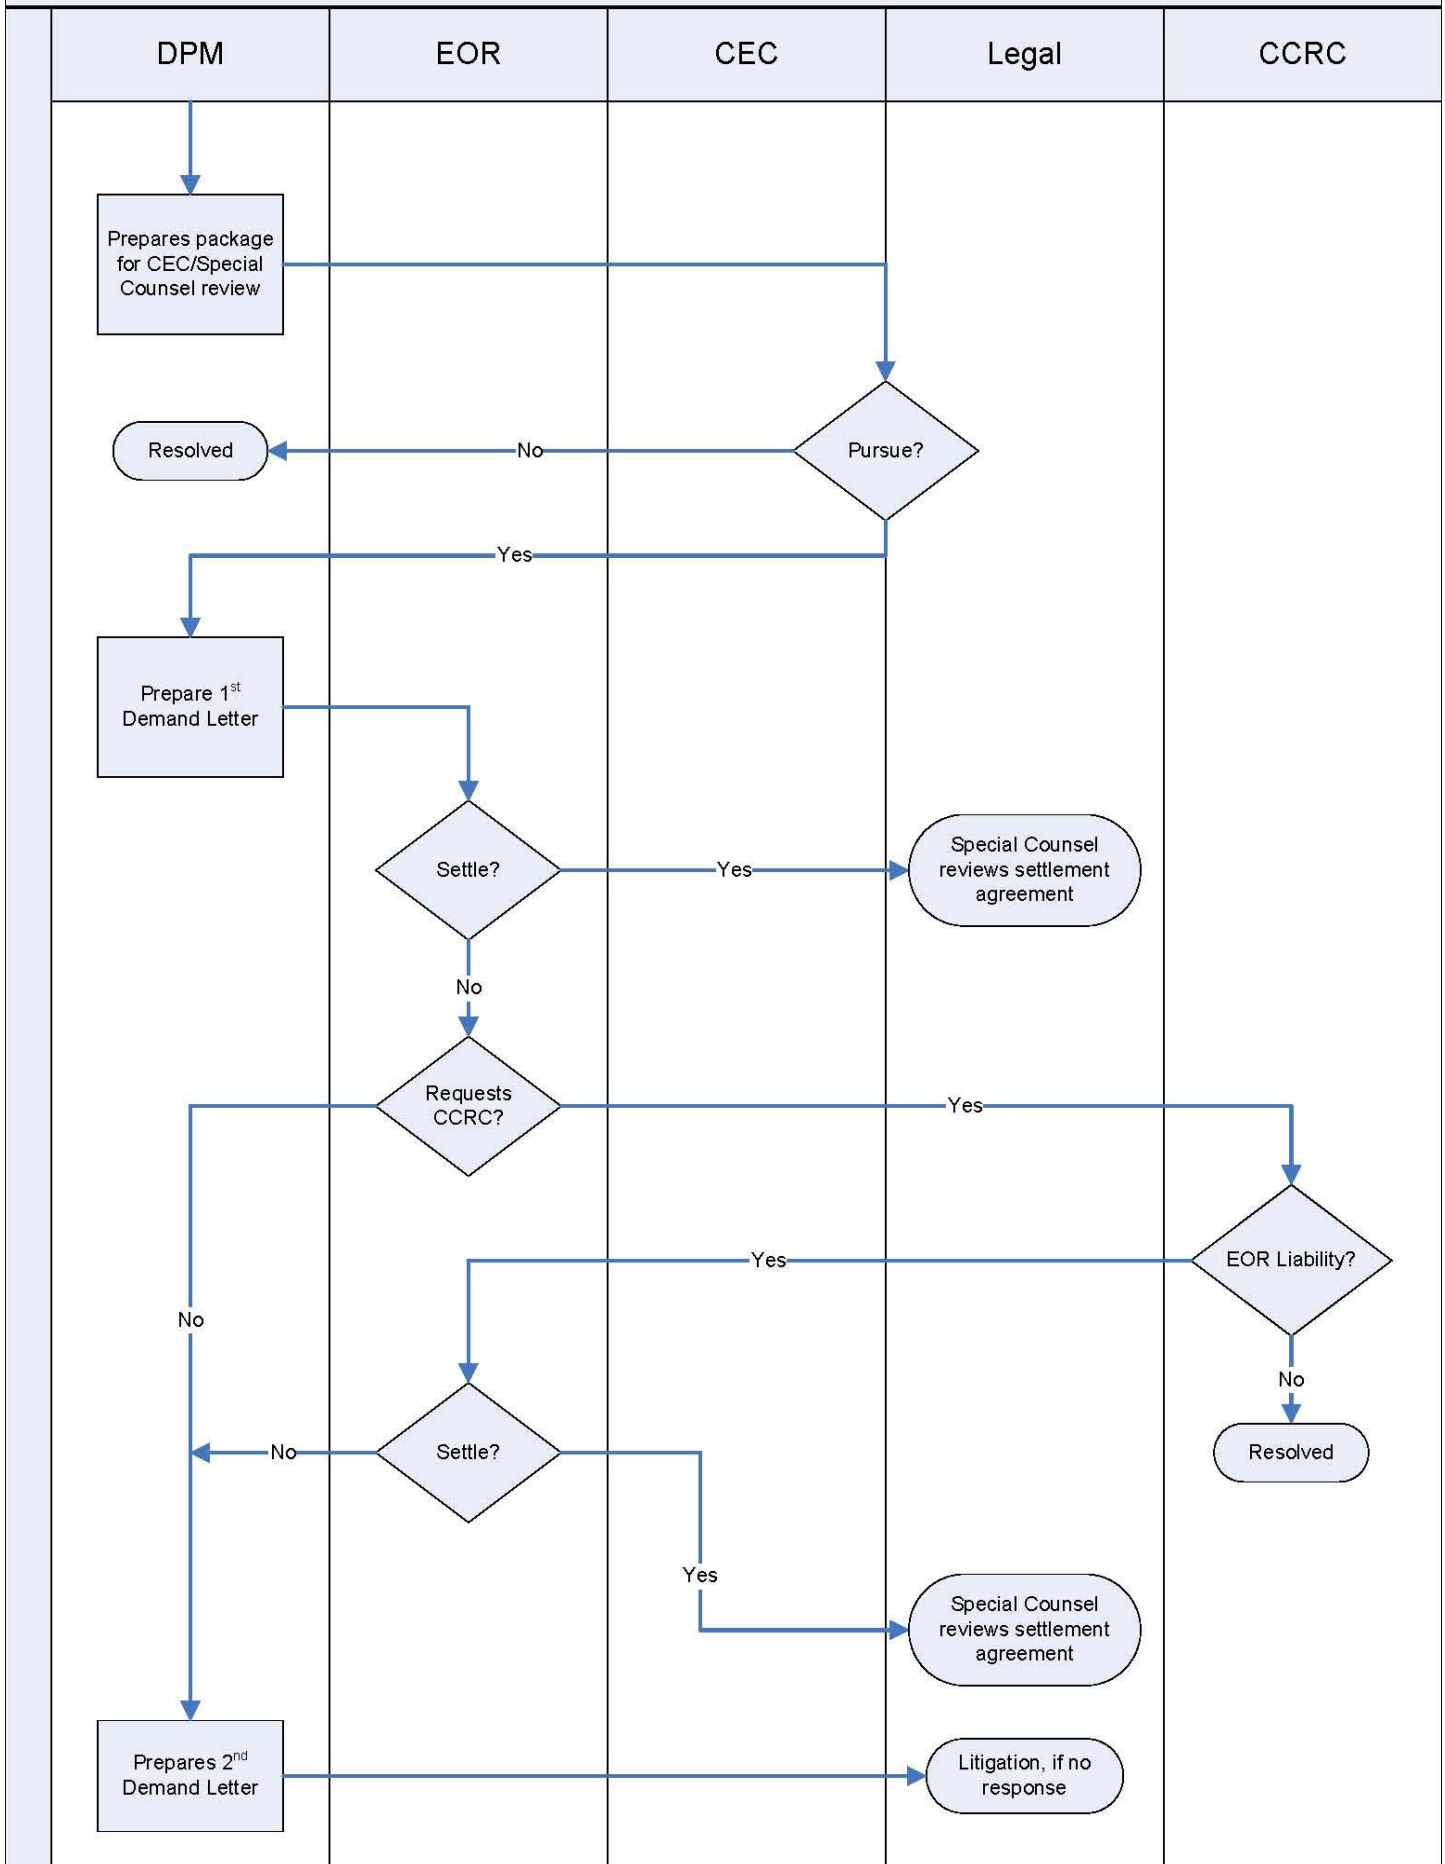 DPM
EOR
CEC
Legal
CCRC
Prepares package
for CEC/Special
Counsel review
Pursue?
No
Resolved
Yes
Prepare 1st
Demand Letter
Settle?
Yes
Special Counsel
reviews settlement
agreement
No
Requests
CCRC?
Yes
EOR Liability?
Yes
No
No
Resolved
Settle?
No
Yes
Special Counsel
reviews settlement
agreement
Prepares 2nd
Demand Letter
Litigation, if no
response